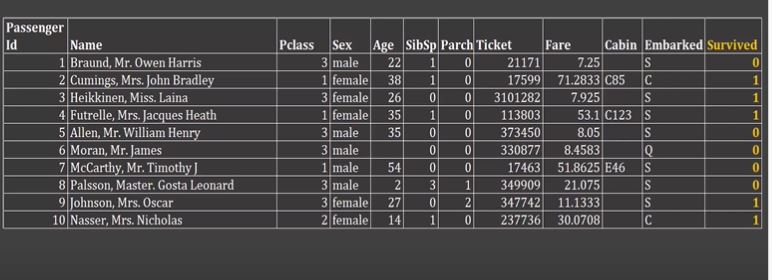 Passenger
Id Name Pclass Sex Age SibSp Parch Ticket Fare Cabin Embarked Survived
1 Braund, Mr. Owen Harris 3 male 22 1 0 21171 7.25 S 0
2 Cumings, Mrs. John Bradley 1 female 38 1 0 17599 71.2833 C85 C 1
3 Heikkinen, Miss. Laina 3 female 26 0 0 3101282 7.925 S 1
4 Futrelle, Mrs. Jacques Heath 1 female 35 1 0 113803 53.1 C123 S 1
5 Allen, Mr. William Henry 3 male 35 0 0 373450 8.05 S 0
6 Moran, Mr. James 3 male 0 0 330877 8.4583 Q 0
7 McCarthy, Mr. Timothy J 1 male 54 0 0 17463 51.8625 E46 S 0
8 Palsson, Master. Gosta Leonard 3 male 2 3 1 349909 21.075 S 0
9 Johnson, Mrs. Oscar 3 female 27 0 2 347742 11.1333 S 1
10 Nasser, Mrs. Nicholas 2 female 14 1 0 237736 30.0708 C 1